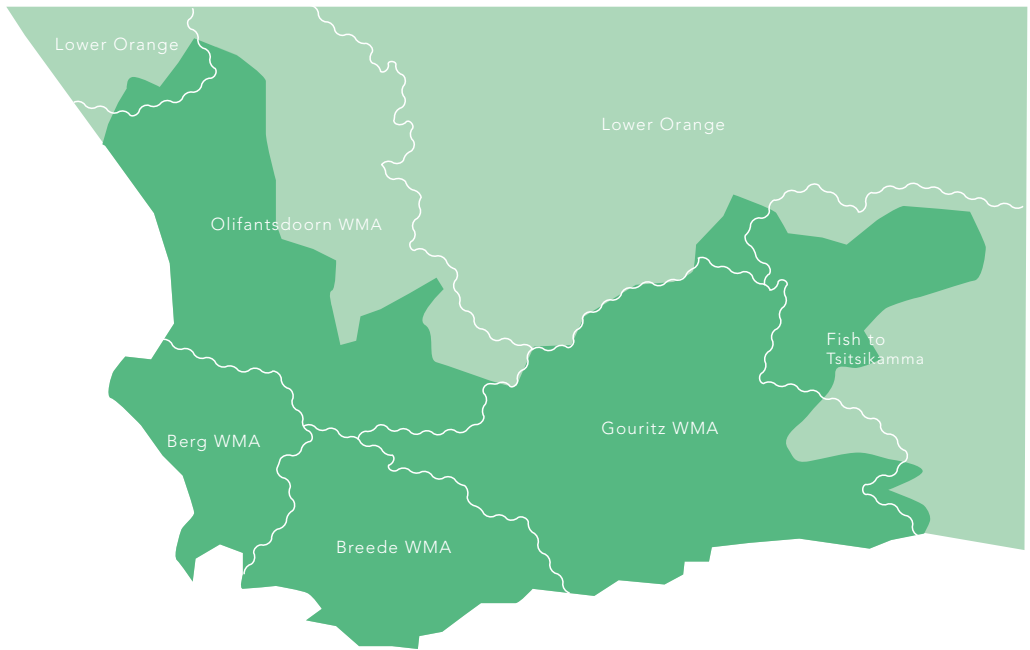 Lower Orange
Lower Orange
Olifantsdoorn WMA
Fish to
Tsitsikamma
Gouritz WMA
Berg WMA
Breede WMA